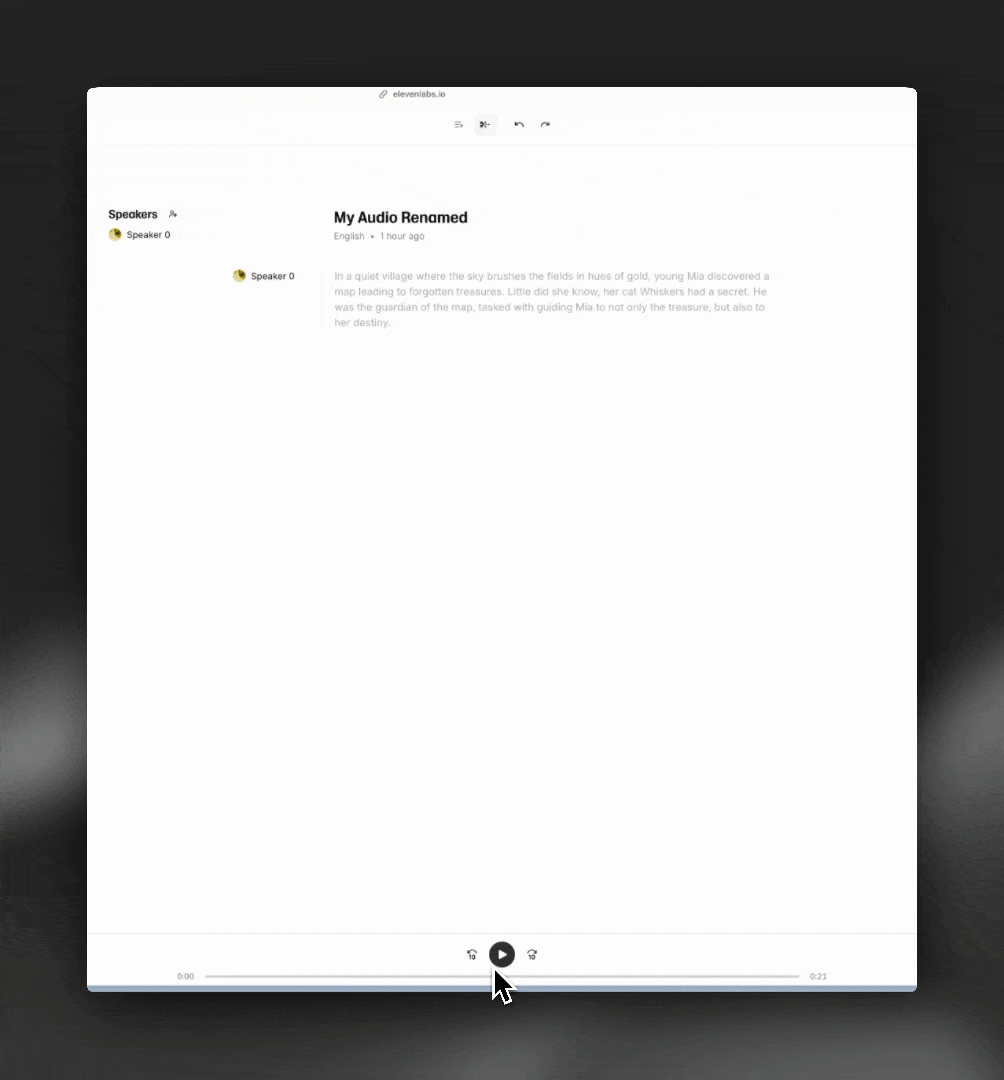 elevenlabs.io
Speakers
Speaker 0
My Audio Renamed
English • 1 hour ago
Speaker 0
In a quiet village where the sky brushes the fields in hues of gold, young Mia discovered a
map leading to forgotten treasures. Little did she know, her cat Whiskers had a secret. He
was the guardian of the map, tasked with guiding Mia to not only the treasure, but also to
her destiny.
10
10
0:00
0:21